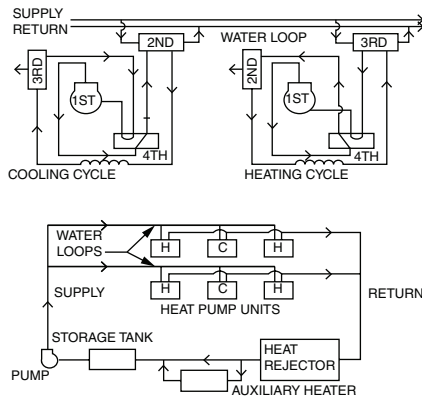 SUPPLY
RETURN
2ND
WATER LOOP
3RD
3RD
1ST
4TH
COOLING CYCLE
2ND
1ST
4TH
HEATING CYCLE
WATER
LOOPS
H
C
H
H
C
H
SUPPLY
HEAT PUMP UNITS
RETURN
STORAGE TANK
HEAT
REJECTOR
PUMP
AUXILIARY HEATER